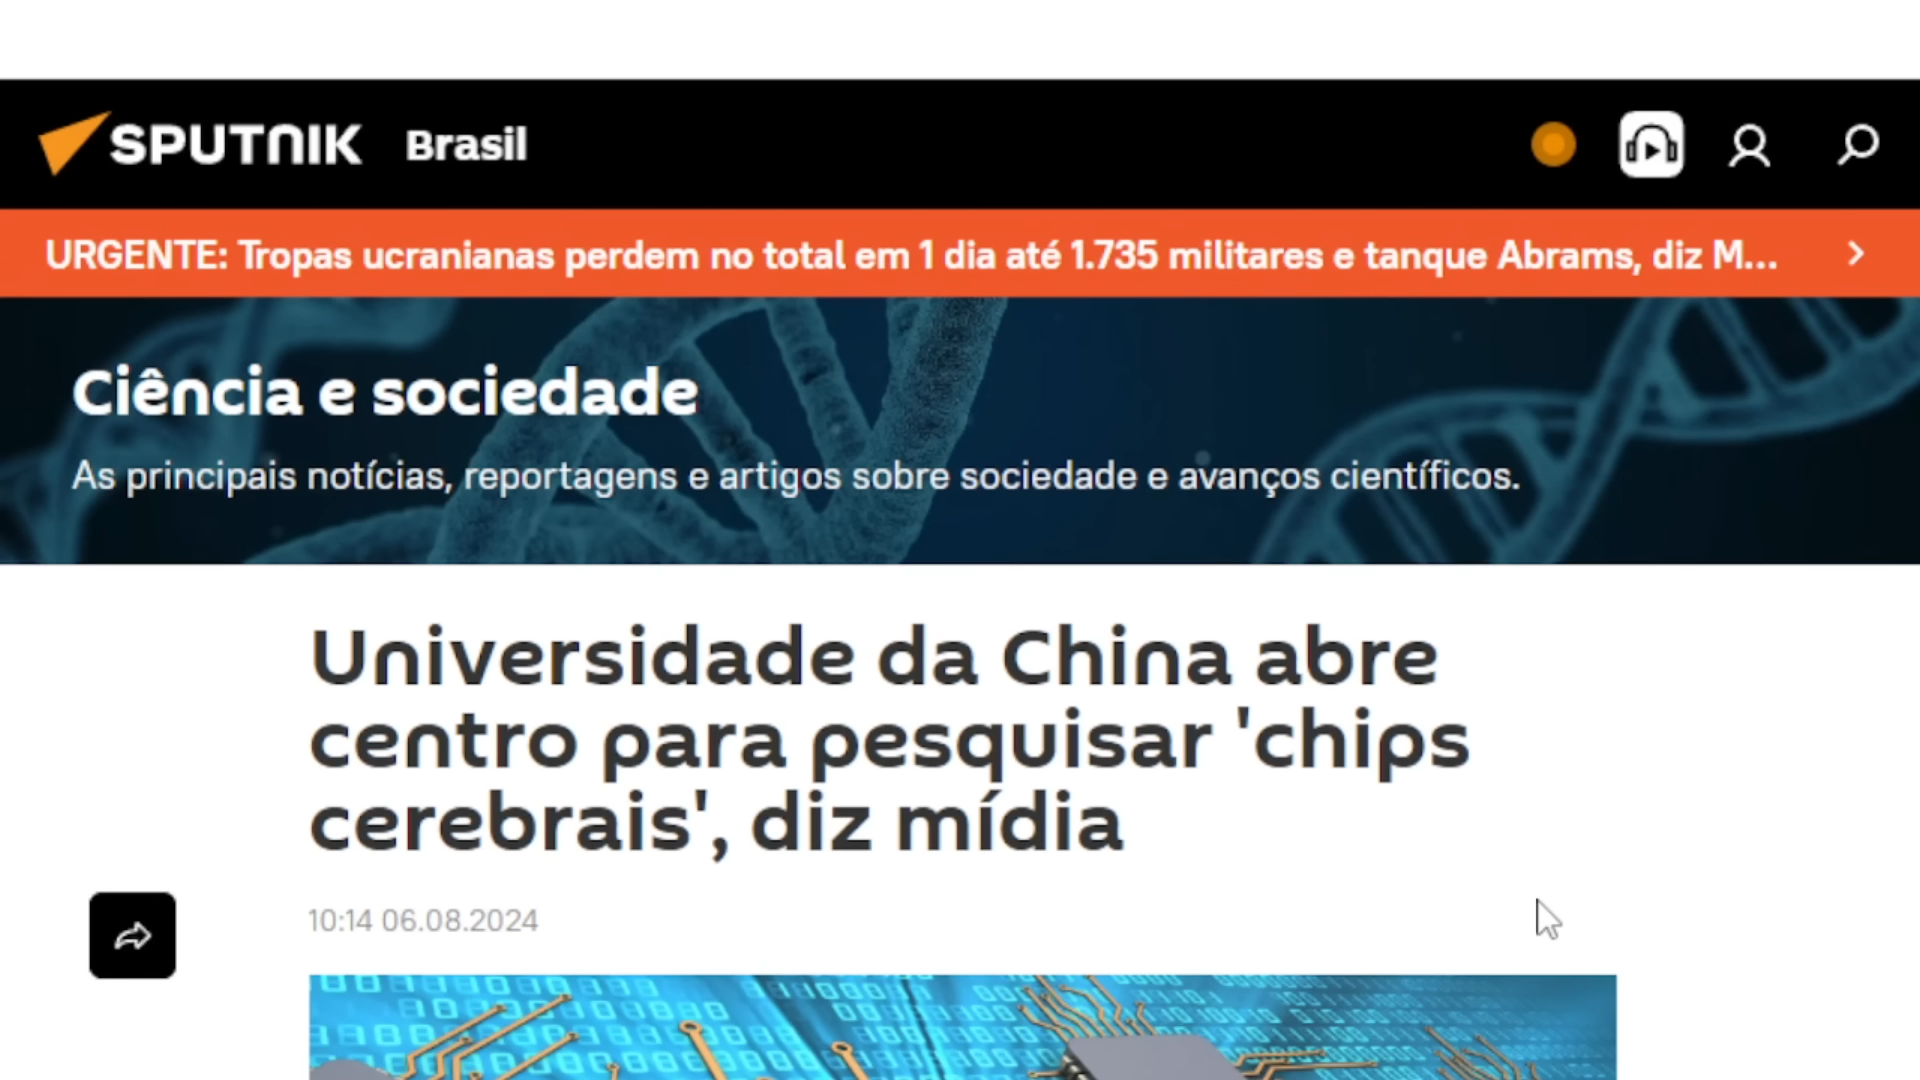 SPUTNIK Brasil
URGENTE: Tropas ucranianas perdem no total em 1 dia até 1.735 militares e tanque Abrams, diz M...
Ciência e sociedade
As principais notícias, reportagens e artigos sobre sociedade e avanços científicos.
Universidade da China abre
centro para pesquisar 'chips
cerebrais', diz mídia
10:14 06.08.2024